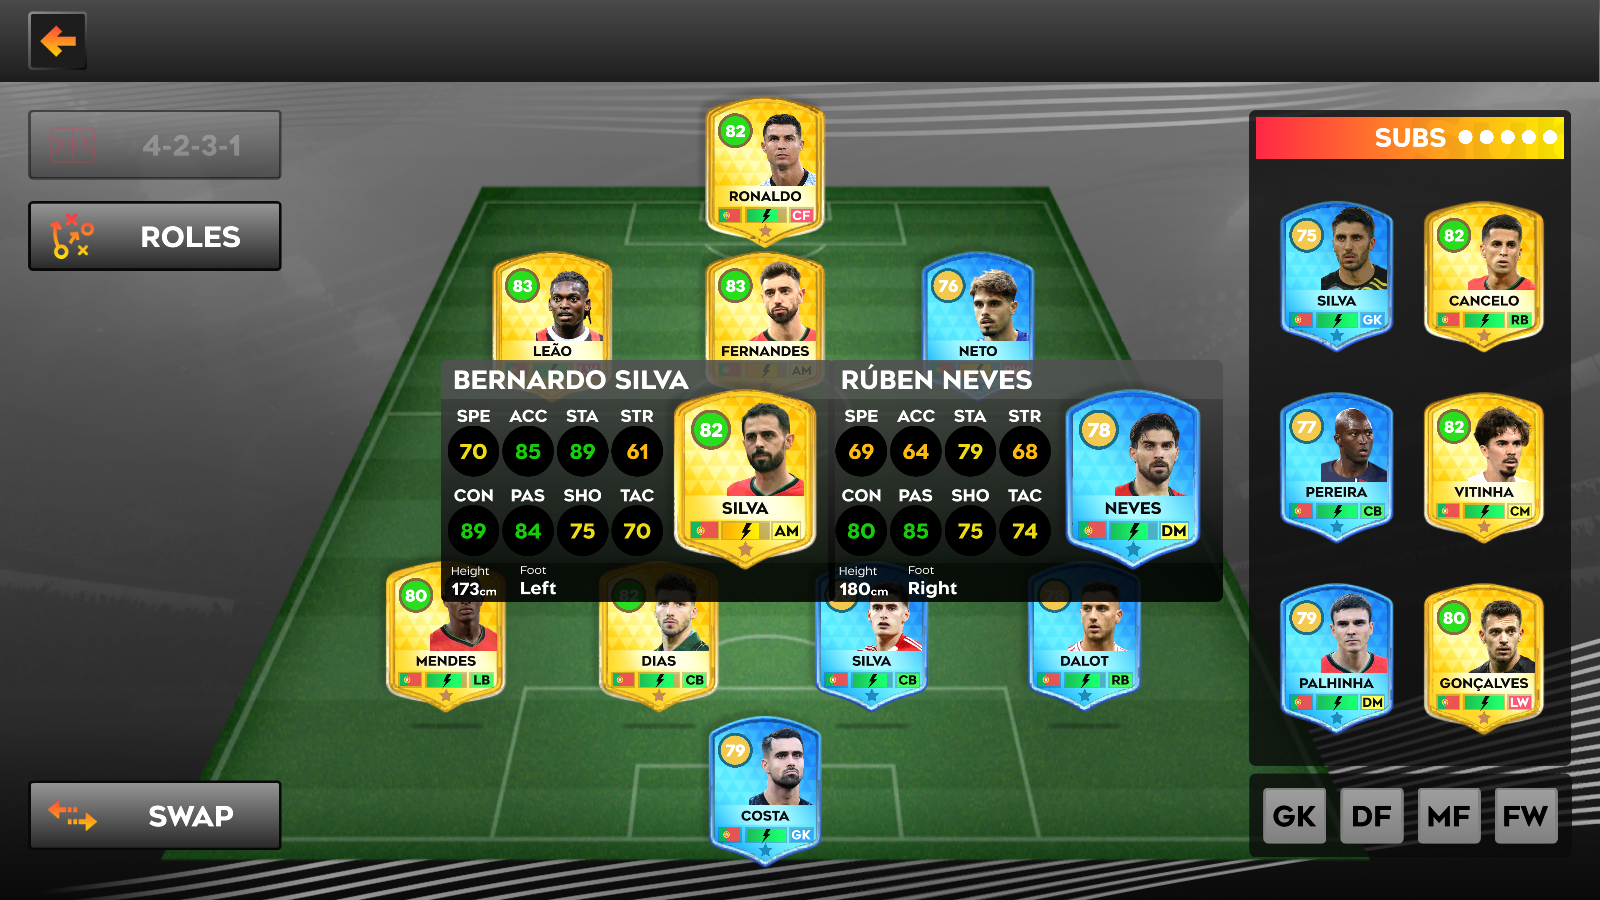 4-2-3-1
ROLES
SWAP
82
RONALDO
CF
83
LEÃO
83
FERNANDES
AM
76
NETO
BERNARDO SILVA
SPE ACC STA STR
70 85 89 61
CON PAS SHO TAC
89 84 75 70
Height
173cm
Foot
Left
82
SILVA
AM
RÚBEN NEVES
SPE ACC STA STR
69 64 79 68
CON PAS SHO TAC
80 85 75 74
Height
180cm
Foot
Right
78
NEVES
DM
80
MENDES
LB
82
DIAS
CB
SILVA
CB
78
DALOT
RB
79
COSTA
GK
SUBS
75
SILVA
GK
82
CANCELO
RB
77
PEREIRA
CB
82
VITINHA
CM
79
PALHINHA
DM
80
GONÇALVES
LW
GK DF MF FW